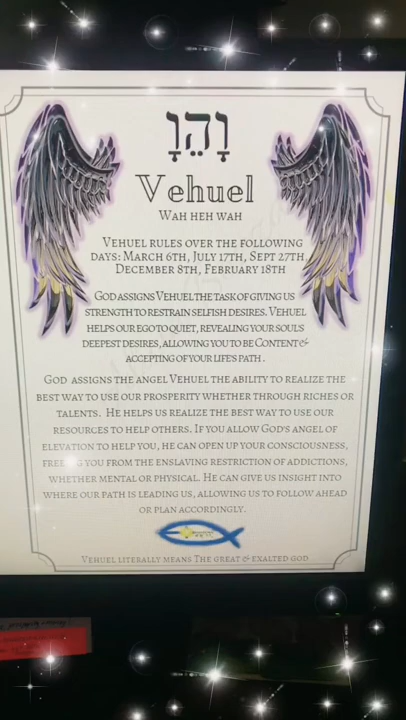 וָהֵוָ
Vehuel
Wah heh wah
Vehuel rules over the following
days: March 6th, July 17th, Sept 27th,
December 8th, February 18th
God assigns Vehuel the task of giving us
strength to restrain selfish desires. Vehuel
helps our ego to quiet, revealing your souls
deepest desires, allowing you to be Content &
accepting of your life's path.
God assigns the angel Vehuel the ability to realize the
best way to use our prosperity whether through riches or
talents. He helps us realize the best way to use our
resources to help others. If you allow God's angel of
elevation to help you, he can open up your consciousness,
freeing you from the enslaving restriction of addictions,
whether mental or physical. He can give us insight into
where our path is leading us, allowing us to follow ahead
or plan accordingly.
Vehuel literally means The great & exalted god